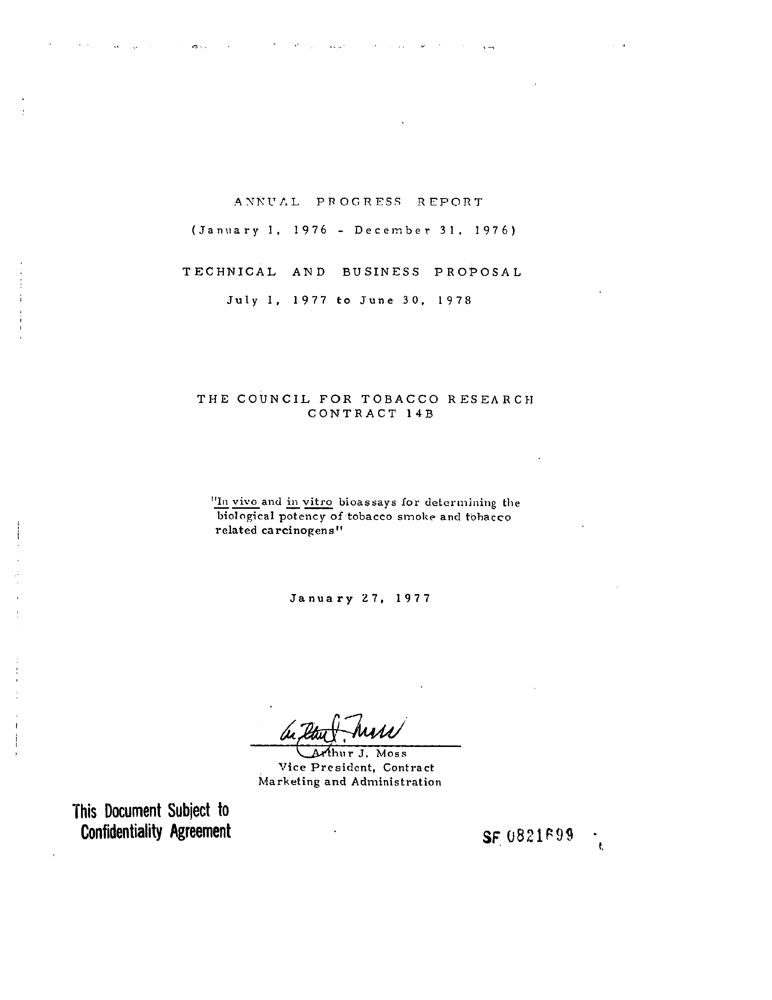 ANNUAL PROGRESS REPORT
(January 1, 1976 - December 31, 1976)
TECHNICAL AND BUSINESS PROPOSAL
July 1, 1977 to June 30, 1978
THE COUNCIL FOR TOBACCO RESEARCH
CONTRACT 14B
"In vivo and in vitro bioassays for determining the
biological potency of tobacco smoke and tobacco
related carcinogens"
January 27, 1977
Arthur J. Moss
Arthur J. Moss
Vice President, Contract
Marketing and Administration
This Document Subject to
Confidentiality Agreement
SF 0821699